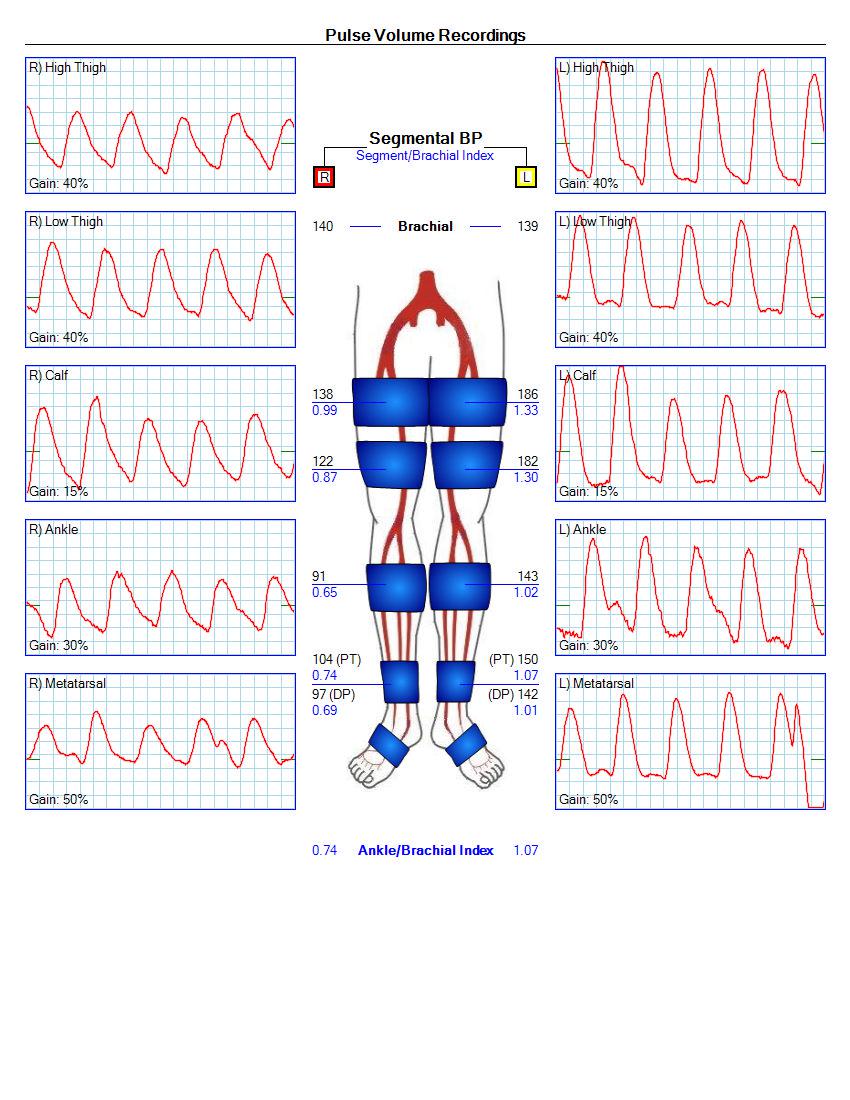 Pulse Volume Recordings
R) High Thigh
Gain: 40%
R) Low Thigh
Gain: 40%
R) Calf
Gain: 15%
R) Ankle
Gain: 30%
R) Metatarsal
Gain: 50%
Segmental BP
Segment/Brachial Index
R
L
140 Brachial 139
138
0.99
186
1.33
122
0.87
182
1.30
91
0.65
143
1.02
104 (PT)
0.74
97 (DP)
0.69
(PT) 150
1.07
(DP) 142
1.01
0.74 Ankle/Brachial Index 1.07
L) High Thigh
Gain: 40%
L) Low Thigh
Gain: 40%
L) Calf
Gain: 15%
L) Ankle
Gain: 30%
L) Metatarsal
Gain: 50%